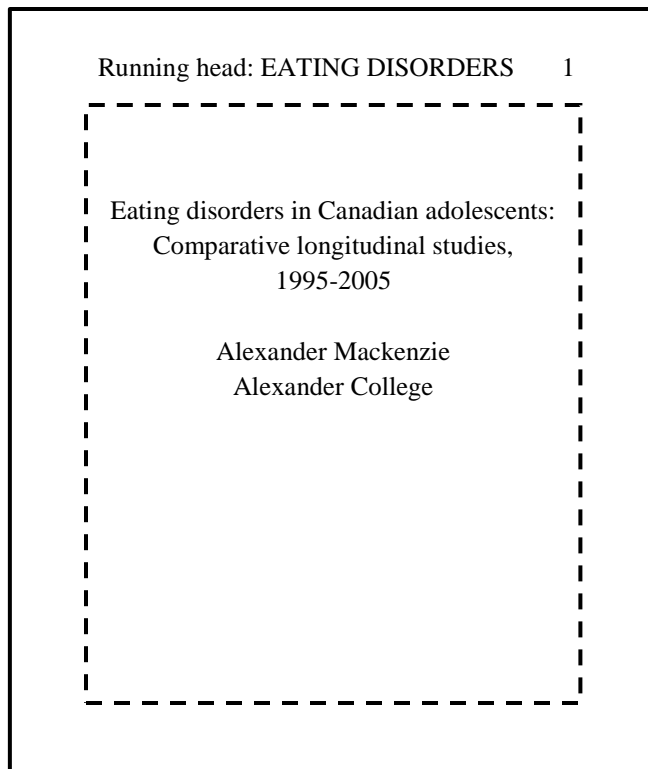 Running head: EATING DISORDERS 1
Eating disorders in Canadian adolescents:
Comparative longitudinal studies,
1995-2005
Alexander Mackenzie
Alexander College